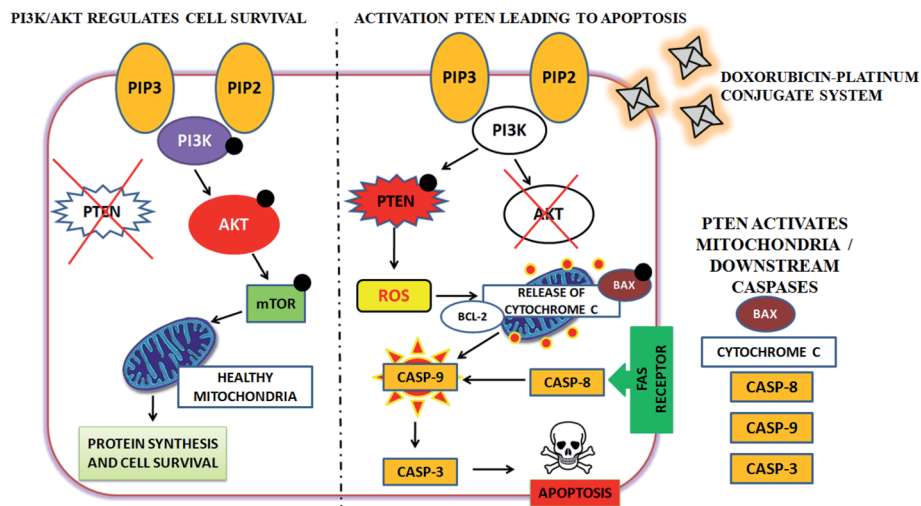 PI3K/AKT REGULATES CELL SURVIVAL
ACTIVATION PTEN LEADING TO APOPTOSIS
PIP3
PIP2
PI3K
PTEN
AKT
mTOR
HEALTHY
MITOCHONDRIA
PROTEIN SYNTHESIS
AND CELL SURVIVAL
PIP3
PIP2
PI3K
PTEN
AKT
ROS
RELEASE OF
CYTOCHROME C
BAX
BCL-2
CASP-9
CASP-8
FAS
RECEPTOR
CASP-3
APOPTOSIS
DOXORUBICIN-PLATINUM
CONJUGATE SYSTEM
PTEN ACTIVATES
MITOCHONDRIA /
DOWNSTREAM
CASPASES
BAX
CYTOCHROME C
CASP-8
CASP-9
CASP-3